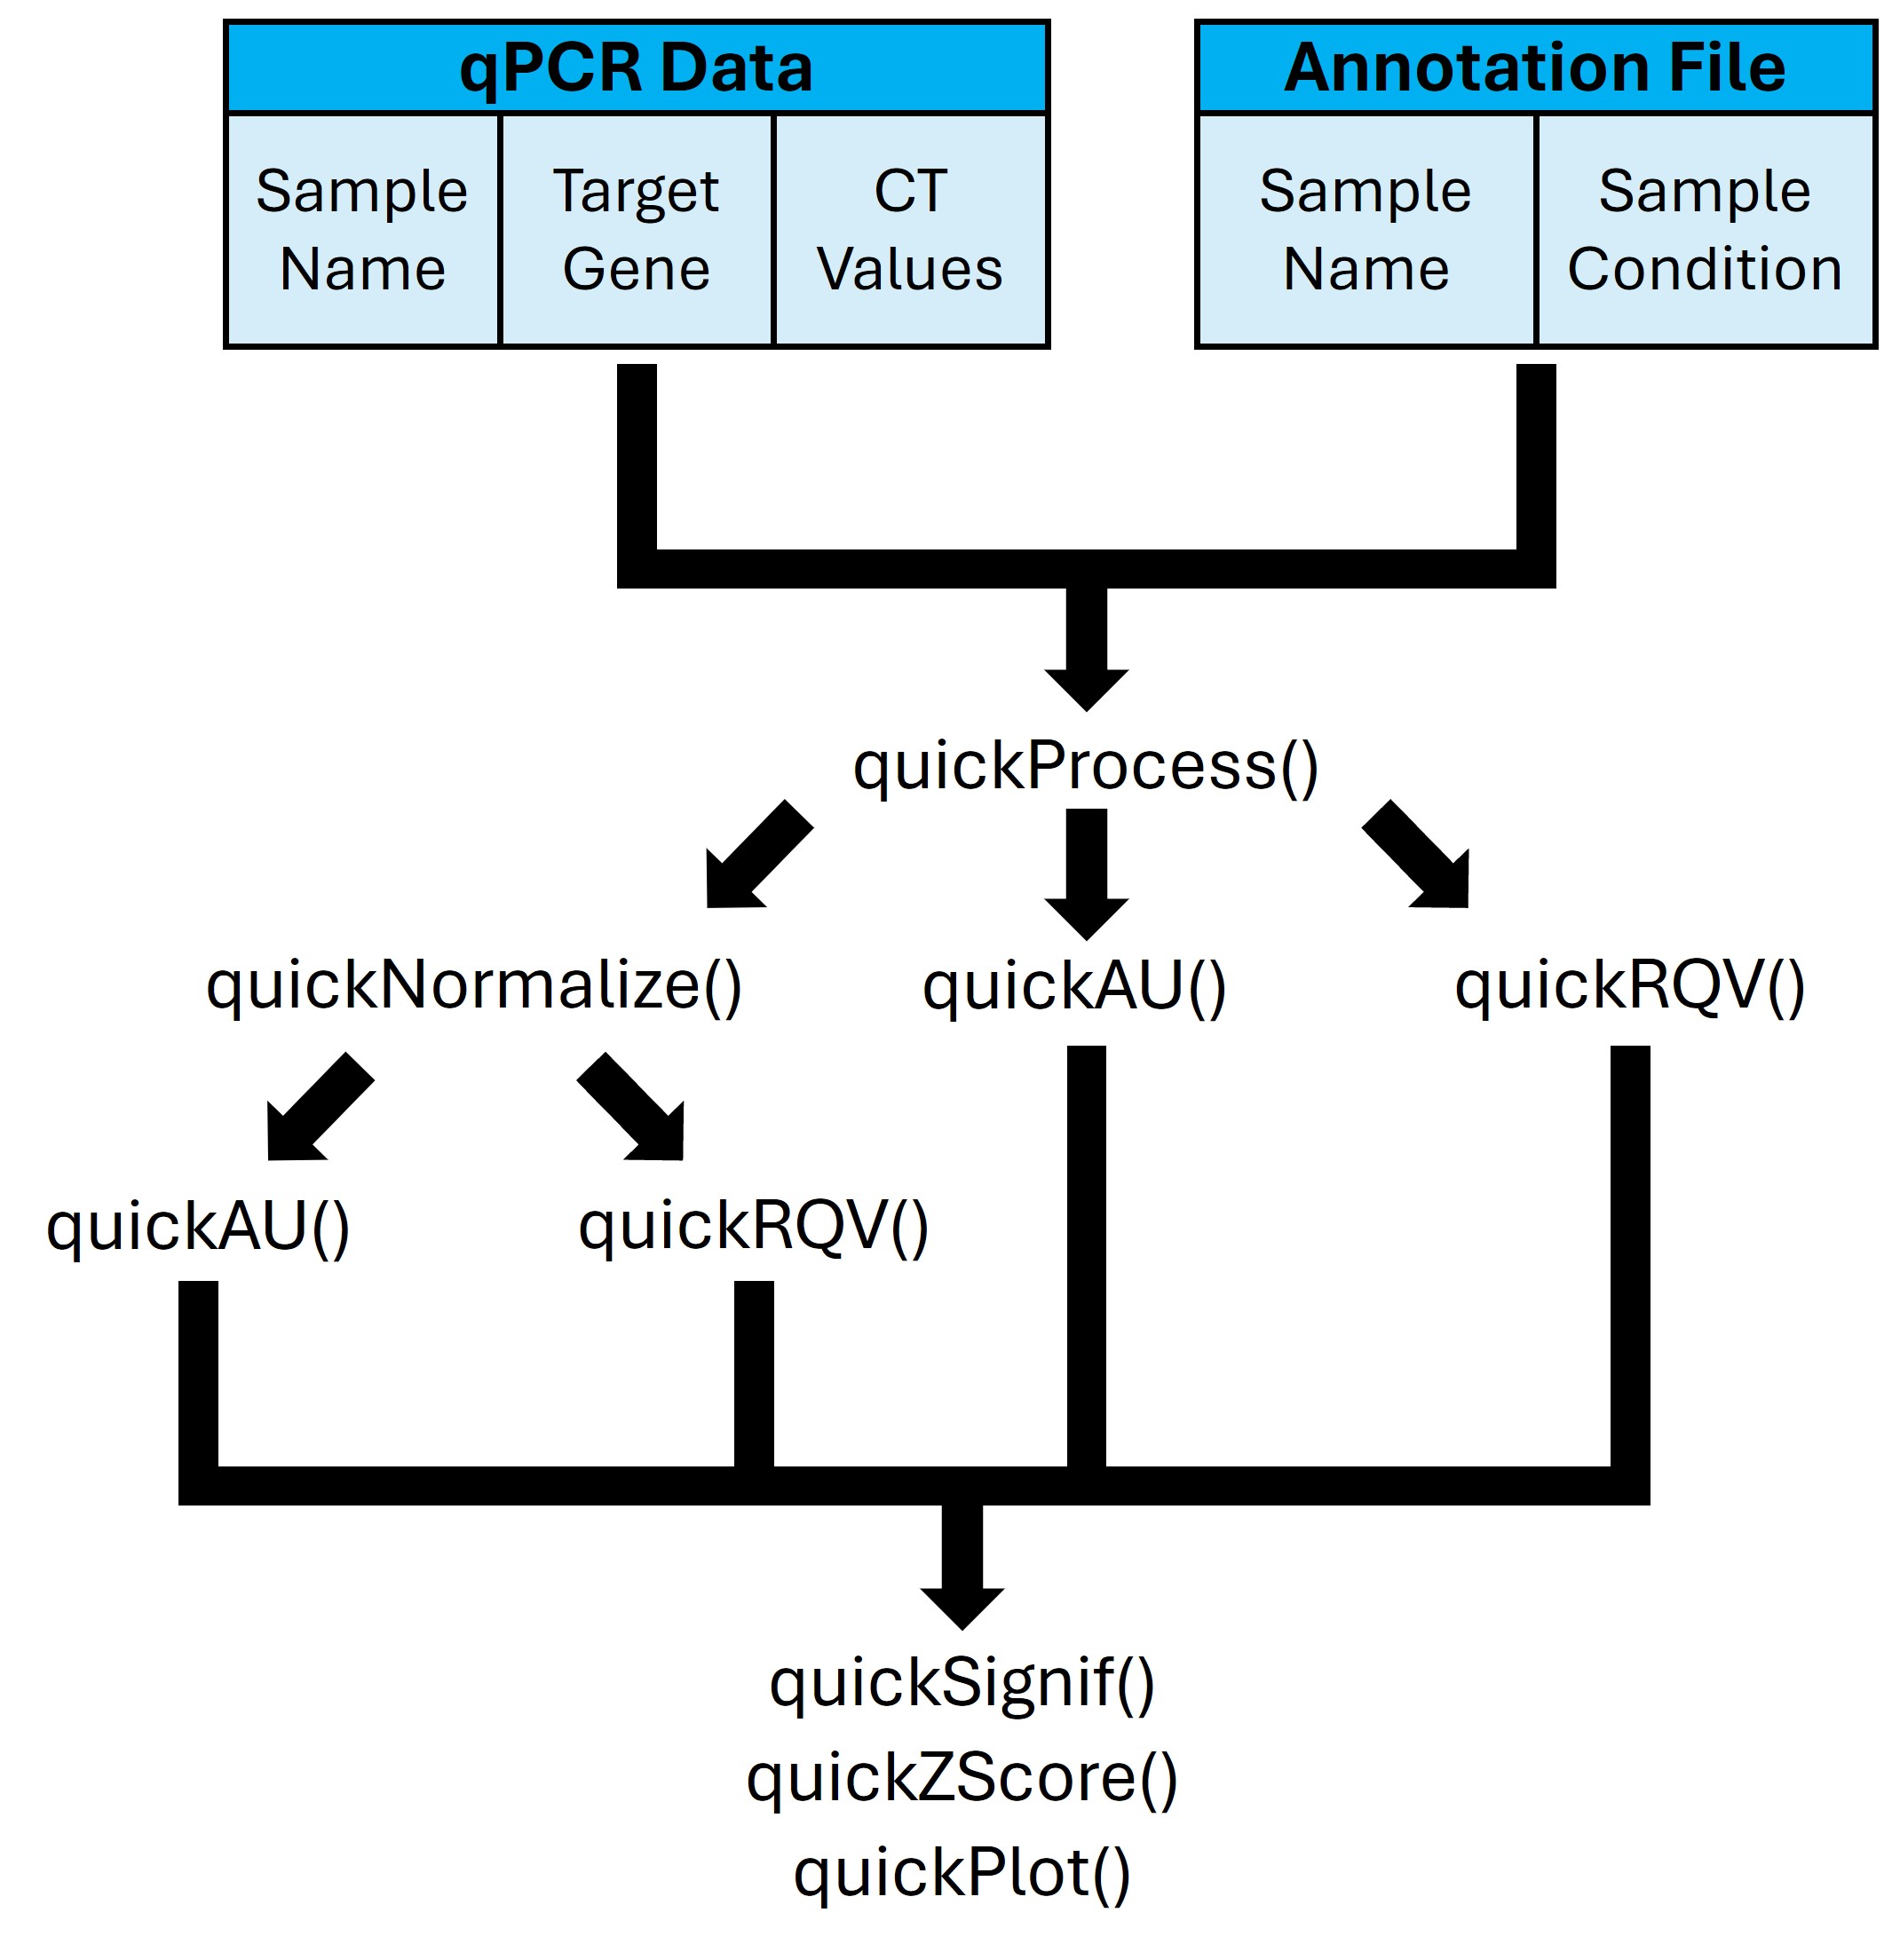 qPCR Data
Annotation File
Sample Name
Target Gene
CT Values
Sample Name
Sample Condition
quickProcess()
quickNormalize()
quickAU()
quickRQV()
quickAU()
quickRQV()
quickSignif()
quickZScore()
quickPlot()